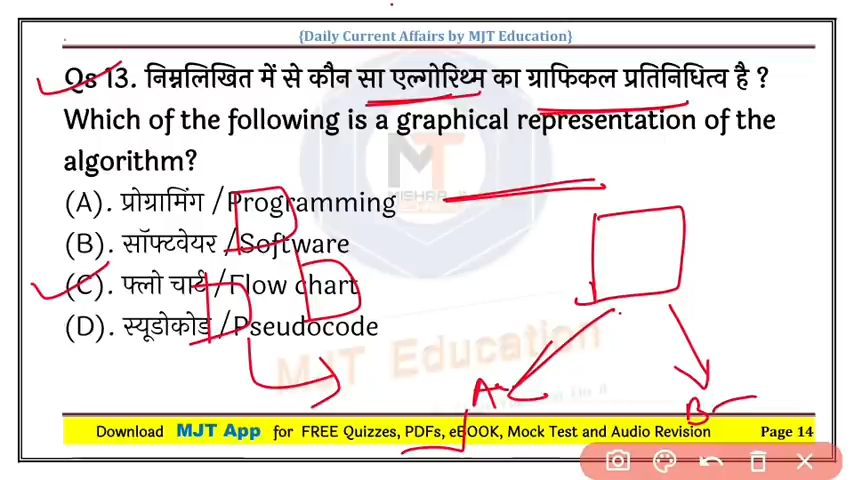 {Daily Current Affairs by MJT Education}
Qs 13. निम्नलिखित में से कौन सा एल्गोरिथ्म का ग्राफिकल प्रतिनिधित्व है ?
Which of the following is a graphical representation of the
algorithm?
(A). प्रोग्रामिंग /Programming
(B). सॉफ्टवेयर /Software
(C). फ्लो चार्ट /Flow chart
(D). स्यूडोकोड /Pseudocode
MJT Education
A
B
Download MJT App for FREE Quizzes, PDFs, eBOOK, Mock Test and Audio Revision Page 14